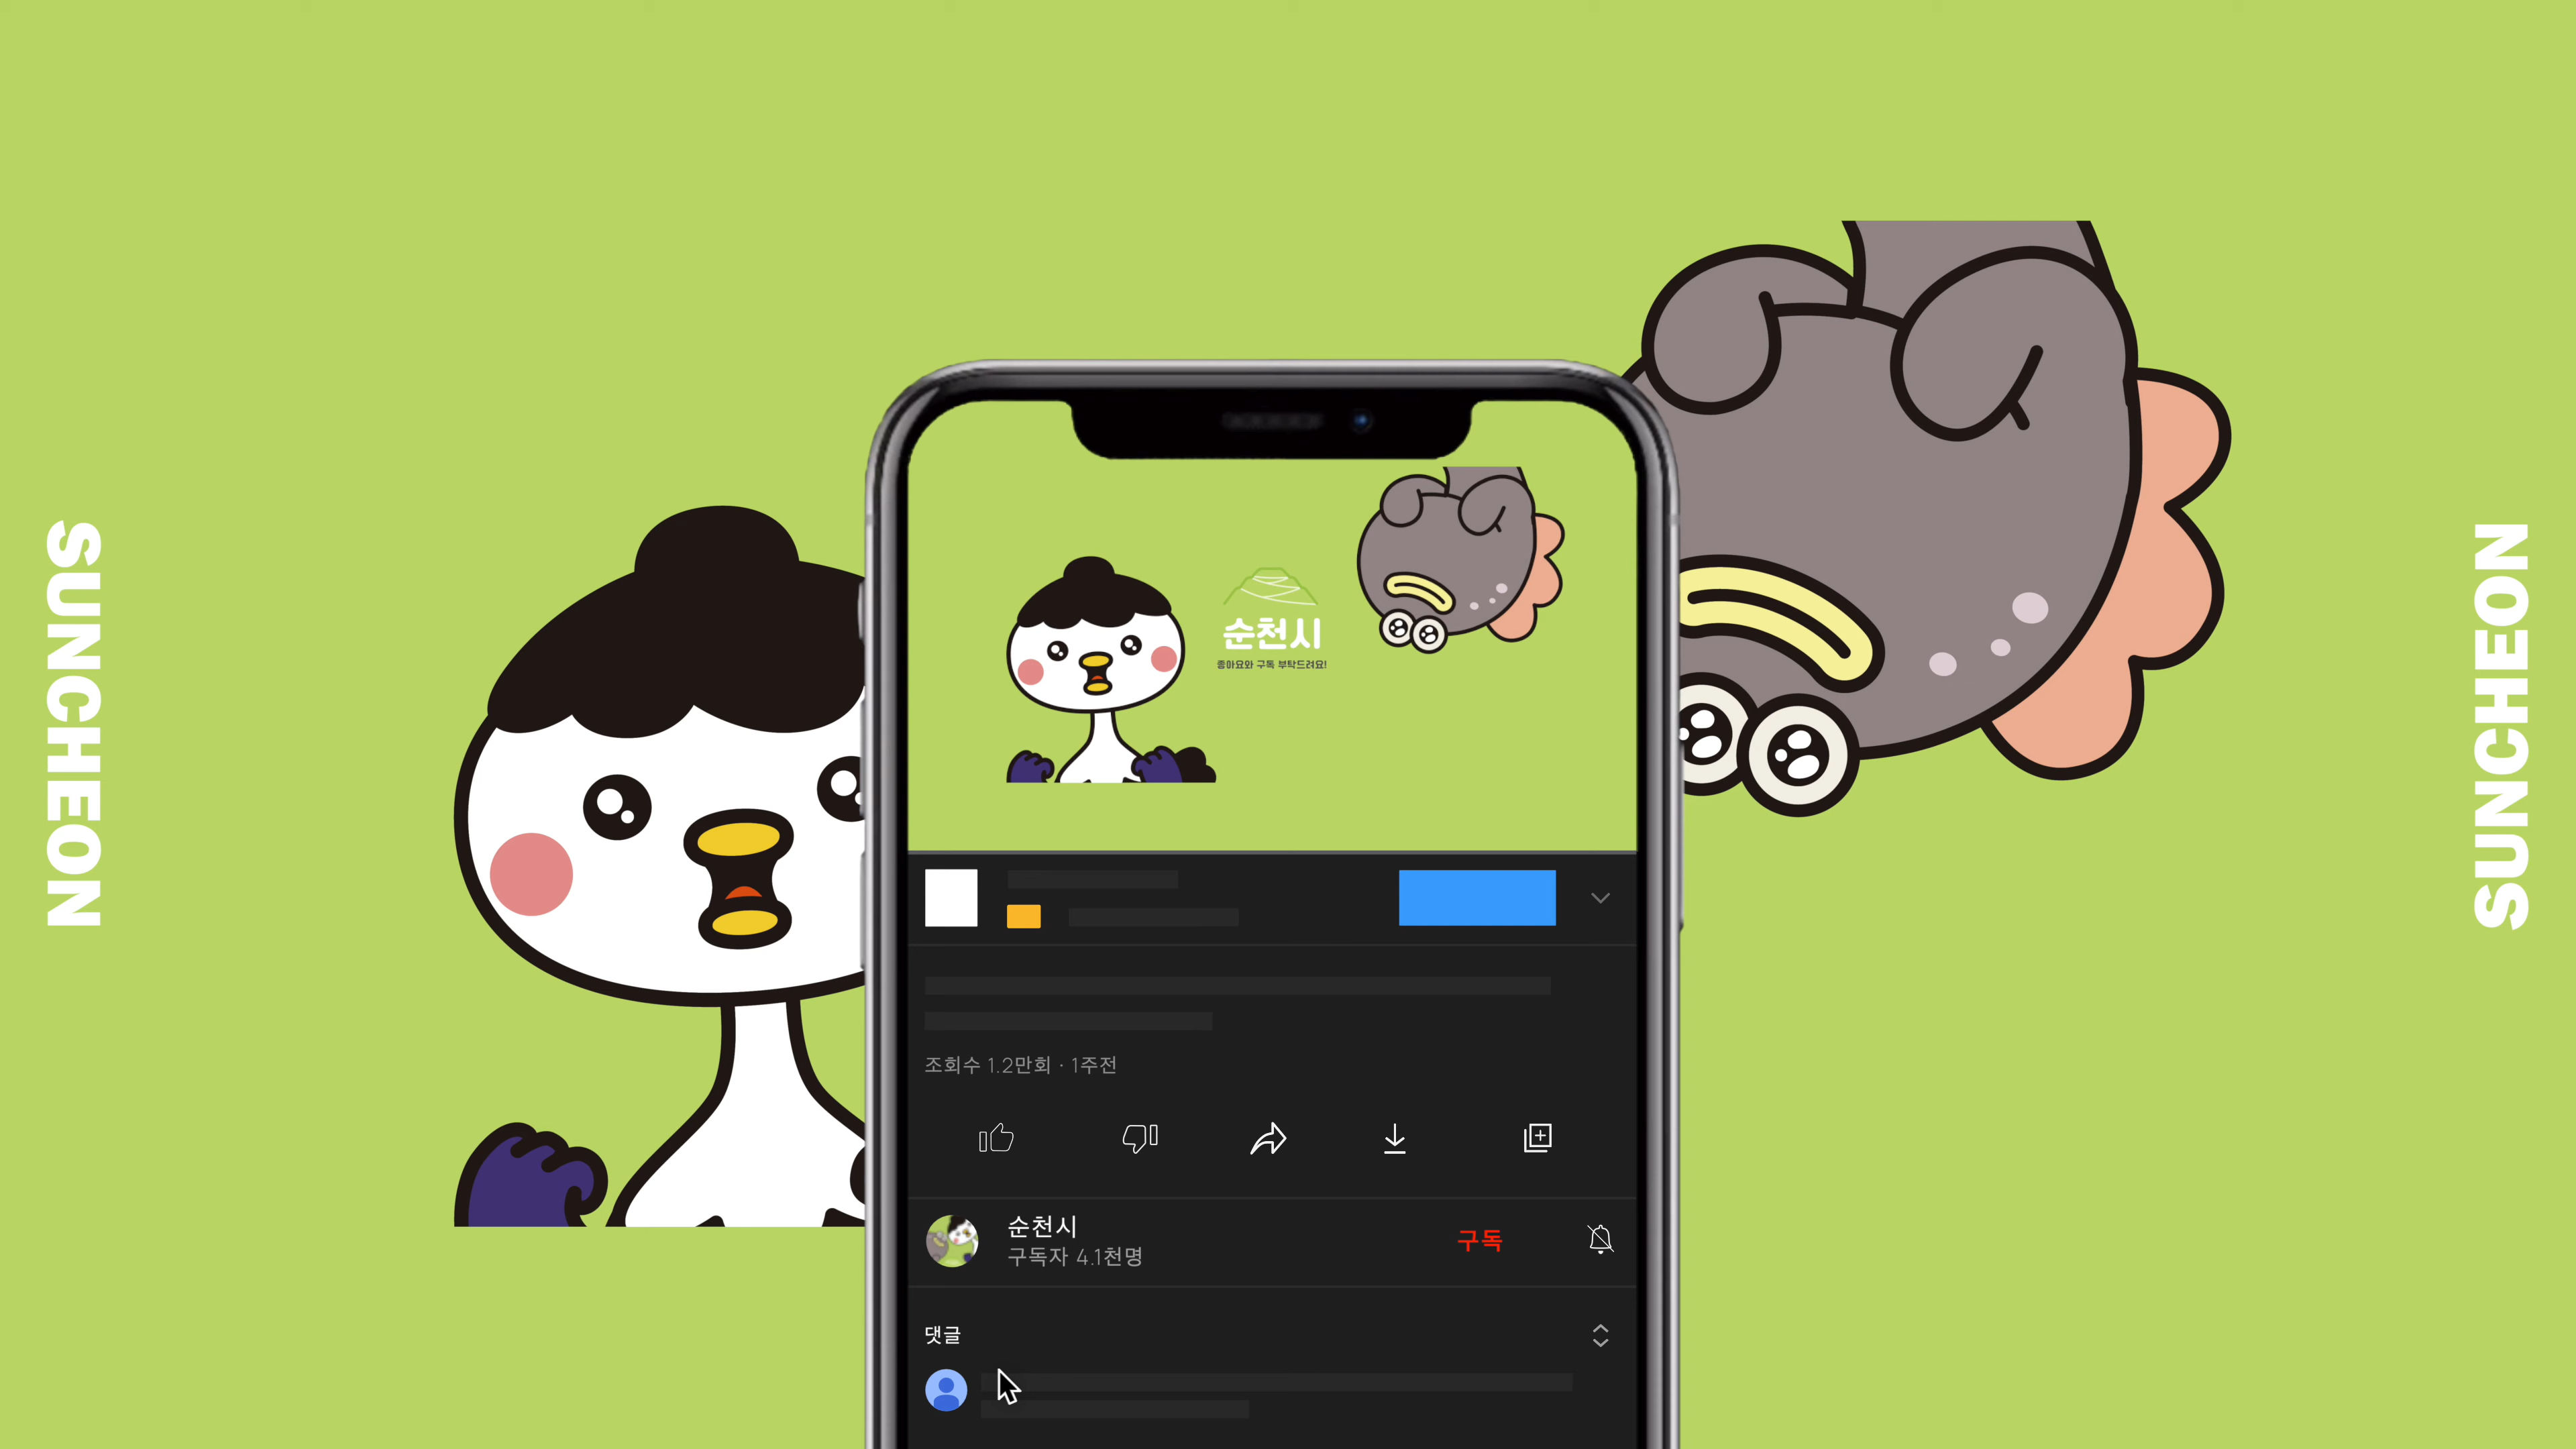 SUNCHEON
순천시
좋아요와 구독 부탁드려요!
조회수 1.2만회 · 1주전
순천시
구독자 4.1천명
구독
댓글
SUNCHEON